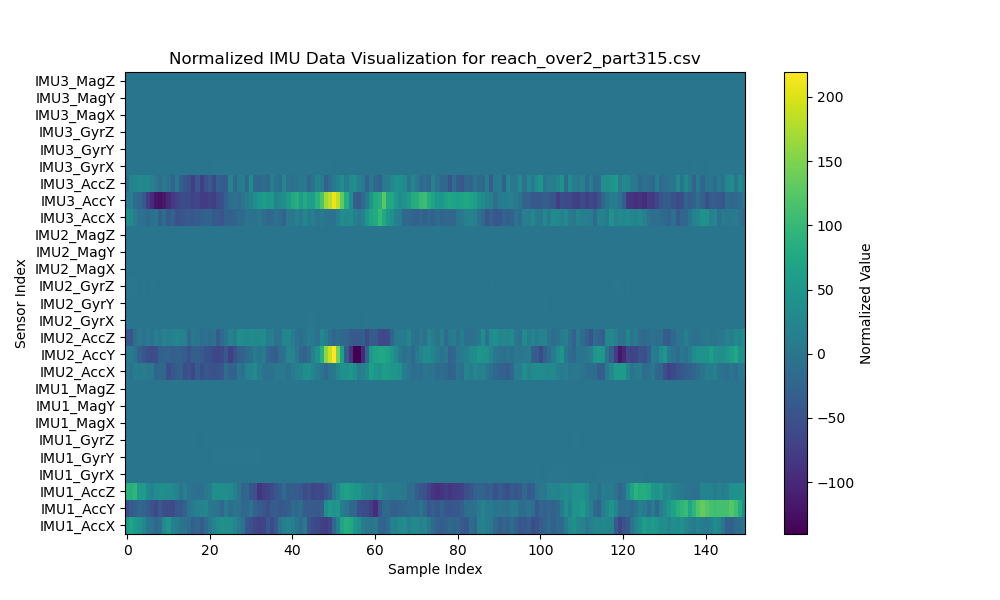 Normalized IMU Data Visualization for reach_over2_part315.csv
IMU3_MagZ
IMU3_MagY
IMU3_MagX
IMU3_GyrZ
IMU3_GyrY
IMU3_GyrX
IMU3_AccZ
IMU3_AccY
IMU3_AccX
IMU2_MagZ
IMU2_MagY
IMU2_MagX
IMU2_GyrZ
IMU2_GyrY
IMU2_GyrX
IMU2_AccZ
IMU2_AccY
IMU2_AccX
IMU1_MagZ
IMU1_MagY
IMU1_MagX
IMU1_GyrZ
IMU1_GyrY
IMU1_GyrX
IMU1_AccZ
IMU1_AccY
IMU1_AccX
Sensor Index
0 20 40 60 80 100 120 140
Sample Index
200
150
100
50
0
−50
−100
Normalized Value